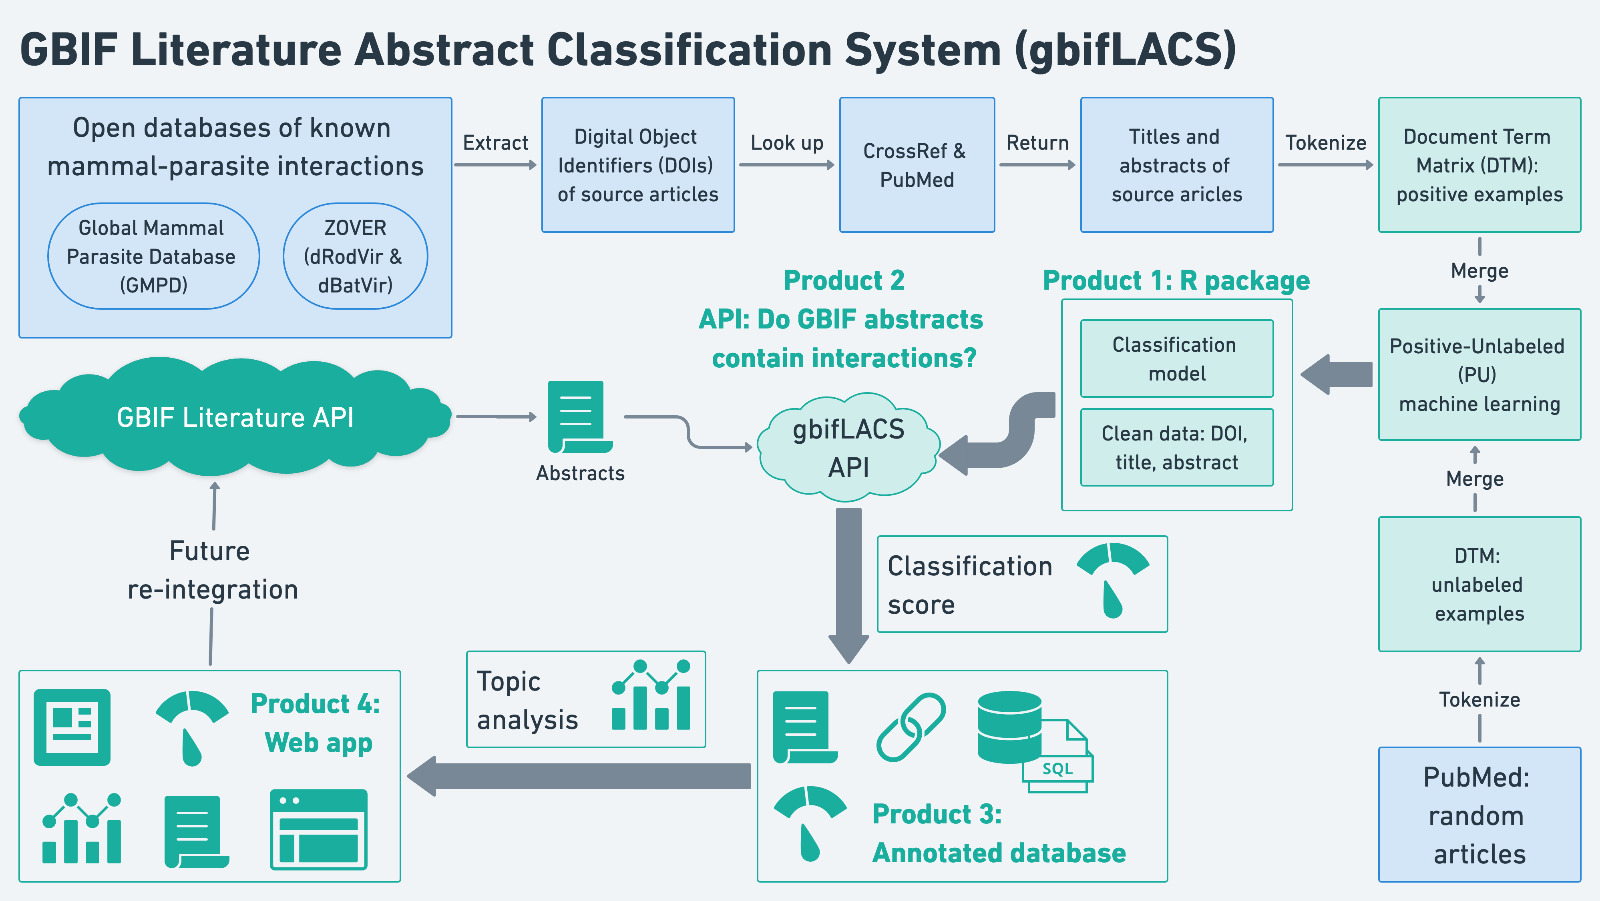 GBIF Literature Abstract Classification System (gbifLACS)
Open databases of known
mammal-parasite interactions
Global Mammal
Parasite Database
(GMPD)
ZOVER
(dRodVir &
dBatVir)
Extract
Digital Object
Identifiers (DOIs)
of source articles
Look up
CrossRef &
PubMed
Return
Titles and
abstracts of
source aricles
Tokenize
Document Term
Matrix (DTM):
positive examples
Merge
Positive-Unlabeled
(PU)
machine learning
Merge
DTM:
unlabeled
examples
Tokenize
PubMed:
random
articles
Product 1: R package
Classification
model
Clean data: DOI,
title, abstract
Product 2
API: Do GBIF abstracts
contain interactions?
GBIF Literature API
Abstracts
gbifLACS
API
Classification
score
SQL
Product 3:
Annotated database
Topic
analysis
Product 4:
Web app
Future
re-integration